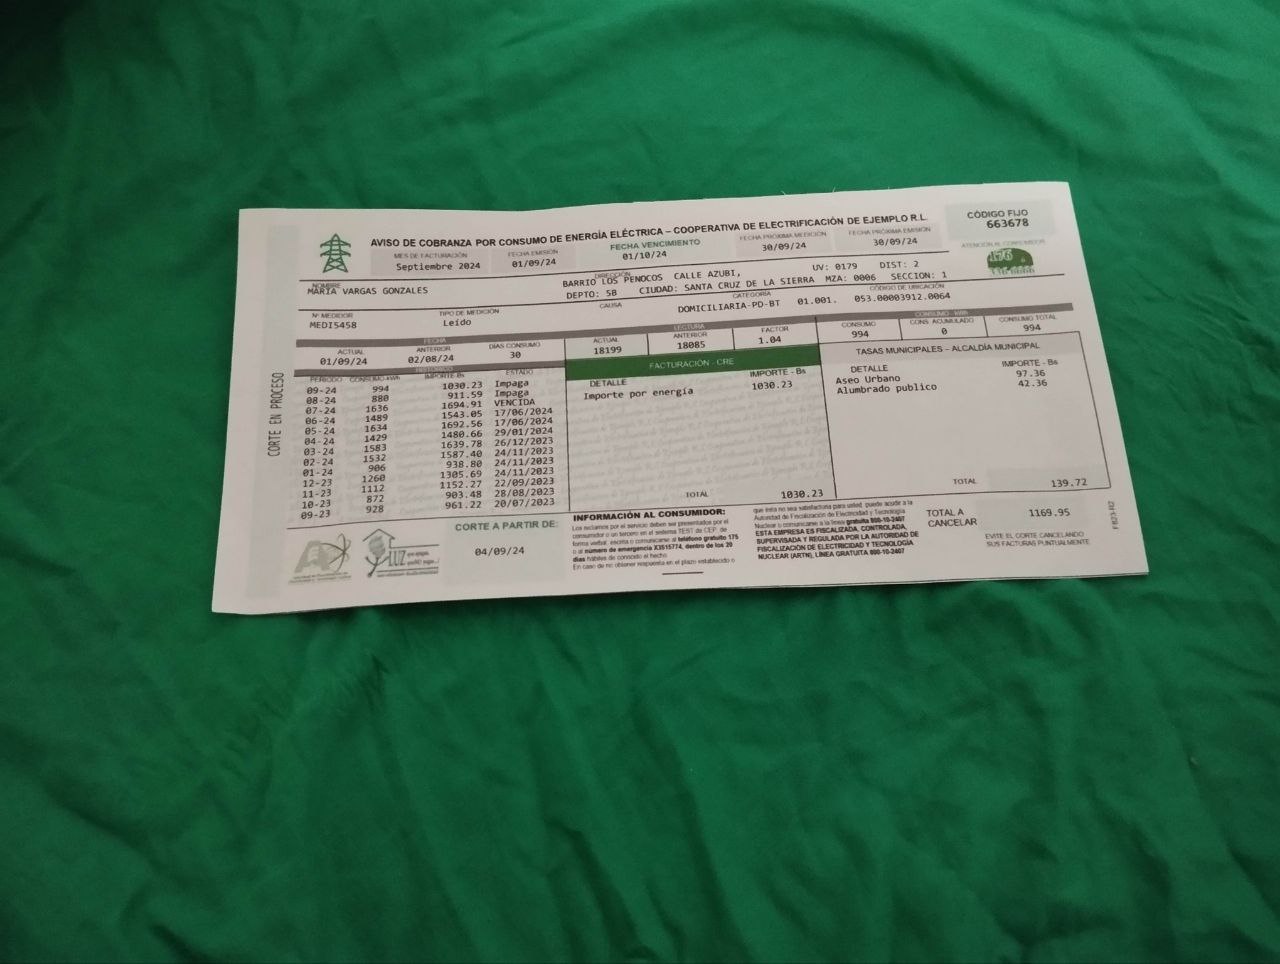 AVISO DE COBRANZA POR CONSUMO DE ENERGÍA ELÉCTRICA – COOPERATIVA DE ELECTRIFICACIÓN DE EJEMPLO R.L.
CÓDIGO FIJO
663678
MES DE FACTURACIÓN
Septiembre 2024
FECHA EMISIÓN
01/09/24
FECHA VENCIMIENTO
01/10/24
FECHA PRÓXIMA MEDICIÓN
30/09/24
FECHA PRÓXIMA EMISIÓN
30/09/24
ATENCIÓN AL CONSUMIDOR
176
NOMBRE
MARIA VARGAS GONZALES
DIRECCIÓN
BARRIO LOS PENOCOS CALLE AZUBI, UV: 0179 DIST: 2
DEPTO: 5B CIUDAD: SANTA CRUZ DE LA SIERRA MZA: 0006 SECCION: 1
Nº MEDIDOR
MEDI5458
TIPO DE MEDICIÓN
Leído
CAUSA
CATEGORÍA
DOMICILIARIA-PD-BT
CÓDIGO DE UBICACIÓN
01.001. 053.00003912.0064
FECHA
ACTUAL
01/09/24
ANTERIOR
02/08/24
DIAS CONSUMO
30
LECTURA
ACTUAL
18199
ANTERIOR
18085
FACTOR
1.04
CONSUMO - kWh
CONSUMO
994
CONS. ACUMULADO
0
CONSUMO TOTAL
994
CORTE EN PROCESO
HISTÓRICO
PERIODO CONSUMO-kWh IMPORTE-Bs ESTADO
09-24 994 1030.23 Impaga
08-24 880 911.59 Impaga
07-24 1636 1694.91 VENCIDA
06-24 1489 1543.05 17/06/2024
05-24 1634 1692.56 17/06/2024
04-24 1429 1480.66 29/01/2024
03-24 1583 1639.78 26/12/2023
02-24 1532 1587.40 24/11/2023
01-24 906 938.80 24/11/2023
12-23 1260 1305.69 24/11/2023
11-23 1112 1152.27 22/09/2023
10-23 872 903.48 28/08/2023
09-23 928 961.22 20/07/2023
FACTURACIÓN - CRE
DETALLE IMPORTE - Bs
Importe por energía 1030.23
TOTAL 1030.23
TASAS MUNICIPALES – ALCALDÍA MUNICIPAL
DETALLE IMPORTE - Bs
Aseo Urbano 97.36
Alumbrado publico 42.36
TOTAL 139.72
LUZ
CORTE A PARTIR DE:
04/09/24
INFORMACIÓN AL CONSUMIDOR:
Los reclamos por el servicio deben ser presentados por el
consumidor o un tercero en el sistema TEST de CEP, de
forma verbal, escrita o comunicarse al teléfono gratuito 175
o al número de emergencia X3515774, dentro de los 20
días hábiles de conocido el hecho.
En caso de no obtener respuesta en el plazo establecido o
que ésta no sea satisfactoria para usted, puede acudir a la
Autoridad de Fiscalización de Electricidad y Tecnología
Nuclear o comunicarse a la línea gratuita 800-10-2407
ESTA EMPRESA ES FISCALIZADA, CONTROLADA,
SUPERVISADA Y REGULADA POR LA AUTORIDAD DE
FISCALIZACIÓN DE ELECTRICIDAD Y TECNOLOGÍA
NUCLEAR (ARTN), LÍNEA GRATUITA 800-10-2407
TOTAL A
CANCELAR
1169.95
EVITE EL CORTE CANCELANDO
SUS FACTURAS PUNTUALMENTE
F823-R2